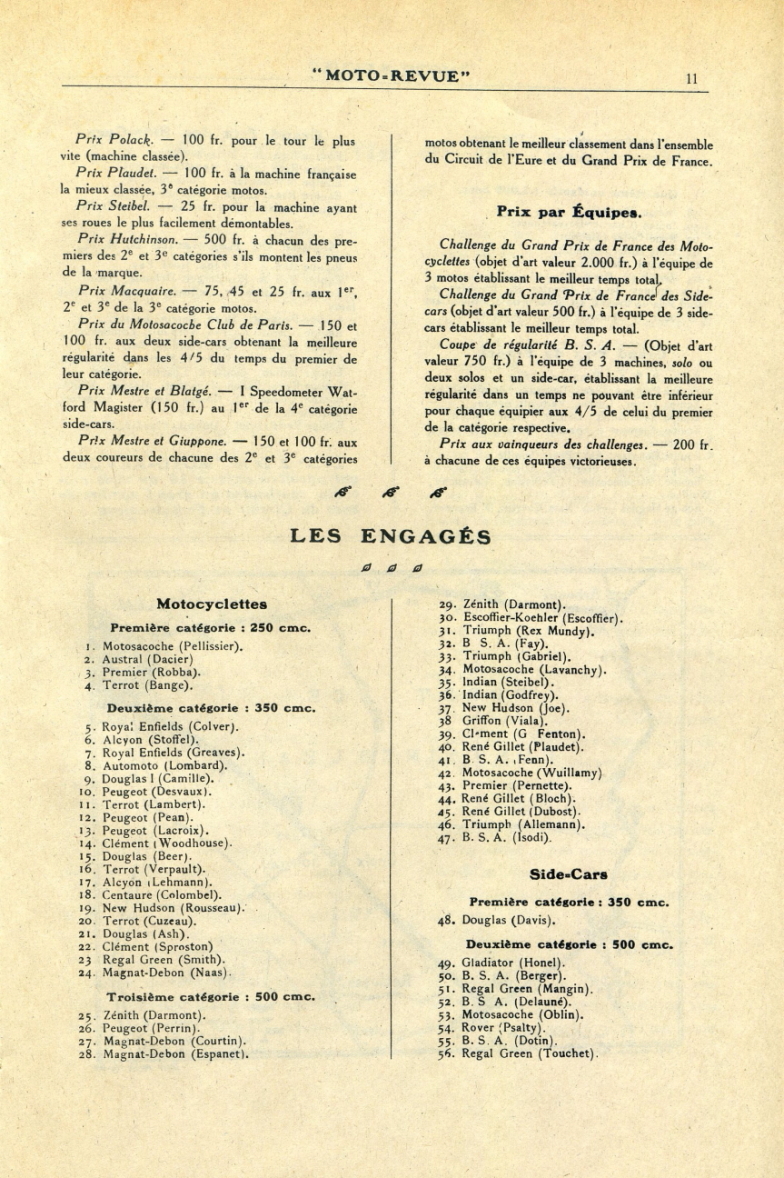 "MOTO=REVUE"
11
Prix Polack. — 100 fr. pour le tour le plus
vite (machine classée).
Prix Plaudet. — 100 fr. à la machine française
la mieux classée, 3e catégorie motos.
Prix Steibel. — 25 fr. pour la machine ayant
ses roues le plus facilement démontables.
Prix Hutchinson. — 500 fr. à chacun des pre-
miers des 2e et 3e catégories s'ils montent les pneus
de la marque.
Prix Macquaire. — 75, 45 et 25 fr. aux 1er,
2e et 3e de la 3e catégorie motos.
Prix du Motosacoche Club de Paris. — 150 et
100 fr. aux deux side-cars obtenant la meilleure
régularité dans les 4/5 du temps du premier de
leur catégorie.
Prix Mestre et Blatgé. — 1 Speedometer Wat-
ford Magister (150 fr.) au 1er de la 4e catégorie
side-cars.
Prix Mestre et Giuppone. — 150 et 100 fr. aux
deux coureurs de chacune des 2e et 3e catégories
motos obtenant le meilleur classement dans l'ensemble
du Circuit de l'Eure et du Grand Prix de France.
Prix par Équipes.
Challenge du Grand Prix de France des Moto-
cyclettes (objet d'art valeur 2.000 fr.) à l'équipe de
3 motos établissant le meilleur temps total.
Challenge du Grand Prix de France des Side-
cars (objet d'art valeur 500 fr.) à l'équipe de 3 side-
cars établissant le meilleur temps total.
Coupe de régularité B. S. A. — (Objet d'art
valeur 750 fr.) à l'équipe de 3 machines, solo ou
deux solos et un side-car, établissant la meilleure
régularité dans un temps ne pouvant être inférieur
pour chaque équipier aux 4/5 de celui du premier
de la catégorie respective.
Prix aux vainqueurs des challenges. — 200 fr.
à chacune de ces équipes victorieuses.
LES ENGAGÉS
Motocyclettes
Première catégorie : 250 cmc.
1. Motosacoche (Pellissier).
2. Austral (Dacier)
3. Premier (Robba).
4. Terrot (Bange).
Deuxième catégorie : 350 cmc.
5. Royal Enfields (Colver).
6. Alcyon (Stoffel).
7. Royal Enfields (Greaves).
8. Automoto (Lombard).
9. Douglas I (Camille).
10. Peugeot (Desvaux).
11. Terrot (Lambert).
12. Peugeot (Pean).
13. Peugeot (Lacroix).
14. Clément (Woodhouse).
15. Douglas (Beer).
16. Terrot (Verpault).
17. Alcyon (Lehmann).
18. Centaure (Colombel).
19. New Hudson (Rousseau).
20. Terrot (Cuzeau).
21. Douglas (Ash).
22. Clément (Sproston)
23 Regal Green (Smith).
24. Magnat-Debon (Naas).
Troisième catégorie : 500 cmc.
25. Zénith (Darmont).
26. Peugeot (Perrin).
27. Magnat-Debon (Courtin).
28. Magnat-Debon (Espanet).
29. Zénith (Darmont).
30. Escoffier-Koehler (Escoffier).
31. Triumph (Rex Mundy).
32. B S. A. (Fay).
33. Triumph (Gabriel).
34. Motosacoche (Lavanchy).
35. Indian (Steibel).
36. Indian (Godfrey).
37. New Hudson (Joe).
38 Griffon (Viala).
39. Clément (G Fenton).
40. René Gillet (Plaudet).
41. B. S. A. (Fenn).
42 Motosacoche (Wuillamy)
43. Premier (Pernette).
44. René Gillet (Bloch).
45. René Gillet (Dubost).
46. Triumph (Allemann).
47. B. S. A. (Isodi).
Side=Cars
Première catégorie : 350 cmc.
48. Douglas (Davis).
Deuxième catégorie : 500 cmc.
49. Gladiator (Honel).
50. B. S. A. (Berger).
51. Regal Green (Mangin).
52. B. S A. (Delauné).
53. Motosacoche (Oblin).
54. Rover (Psalty).
55. B. S. A. (Dotin).
56. Regal Green (Touchet).